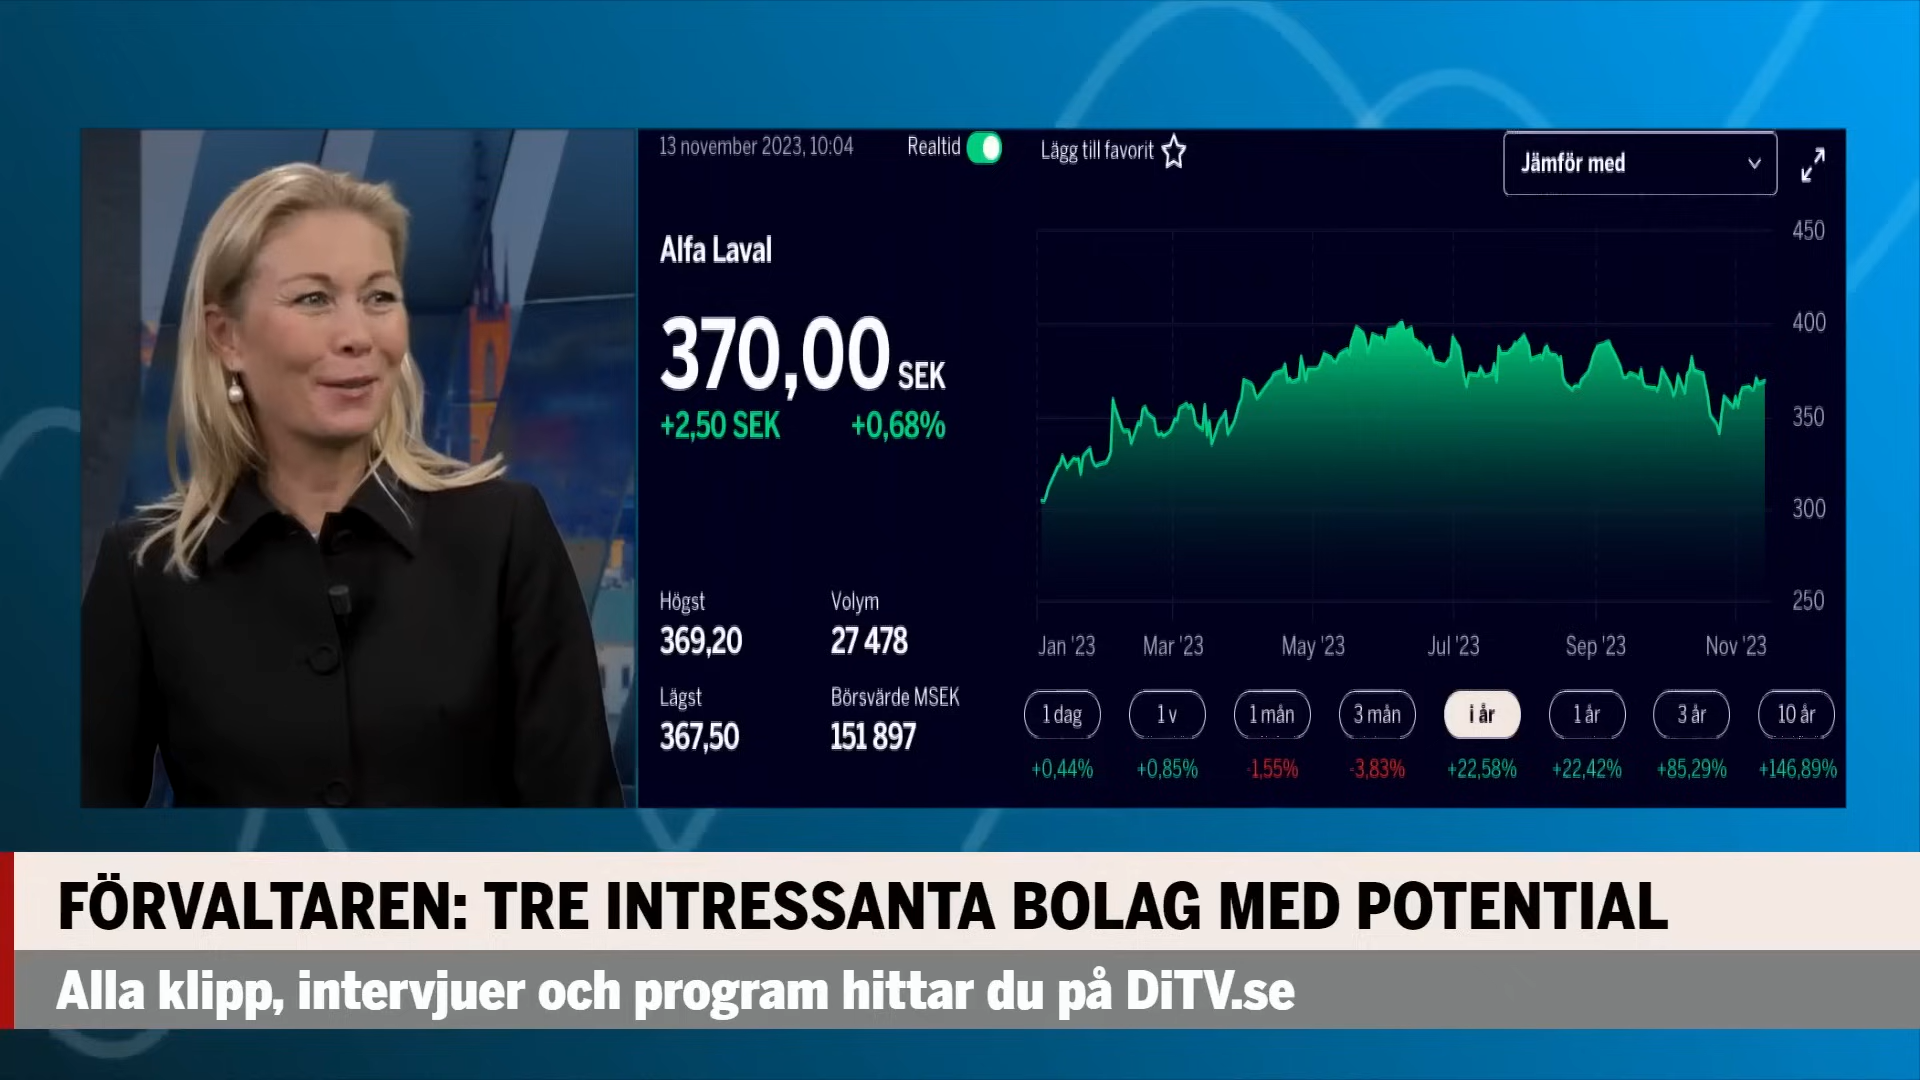 13 november 2023, 10:04
Realtid
Lägg till favorit
Jämför med
Alfa Laval
370,00 SEK
+2,50 SEK +0,68%
Högst
369,20
Volym
27 478
Lägst
367,50
Börsvärde MSEK
151 897
450
400
350
300
250
Jan '23 Mar '23 May '23 Jul '23 Sep '23 Nov '23
1 dag 1 v 1 mån 3 mån i år 1 år 3 år 10 år
+0,44% +0,85% -1,55% -3,83% +22,58% +22,42% +85,29% +146,89%
FÖRVALTAREN: TRE INTRESSANTA BOLAG MED POTENTIAL
Alla klipp, intervjuer och program hittar du på DiTV.se